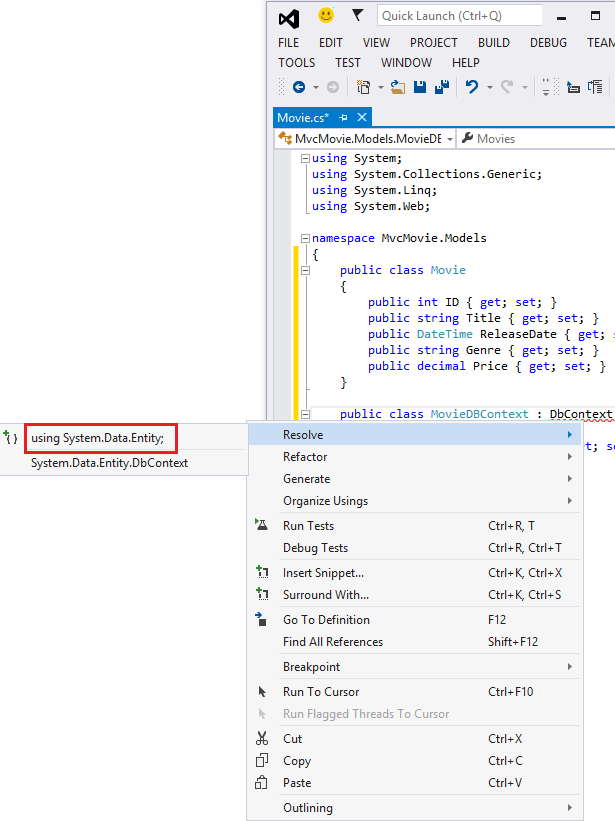 Quick Launch (Ctrl+Q)
FILE EDIT VIEW PROJECT BUILD DEBUG TEAM
TOOLS TEST WINDOW HELP
Movie.cs*
MvcMovie.Models.MovieDB Movies
using System;
using System.Collections.Generic;
using System.Linq;
using System.Web;
namespace MvcMovie.Models
{
public class Movie
{
public int ID { get; set; }
public string Title { get; set; }
public DateTime ReleaseDate { get; s
public string Genre { get; set; }
public decimal Price { get; set; }
}
public class MovieDBContext : DbContext
using System.Data.Entity;
System.Data.Entity.DbContext
t; se
Resolve
Refactor
Generate
Organize Usings
Run Tests Ctrl+R, T
Debug Tests Ctrl+R, Ctrl+T
Insert Snippet... Ctrl+K, Ctrl+X
Surround With... Ctrl+K, Ctrl+S
Go To Definition F12
Find All References Shift+F12
Breakpoint
Run To Cursor Ctrl+F10
Run Flagged Threads To Cursor
Cut Ctrl+X
Copy Ctrl+C
Paste Ctrl+V
Outlining